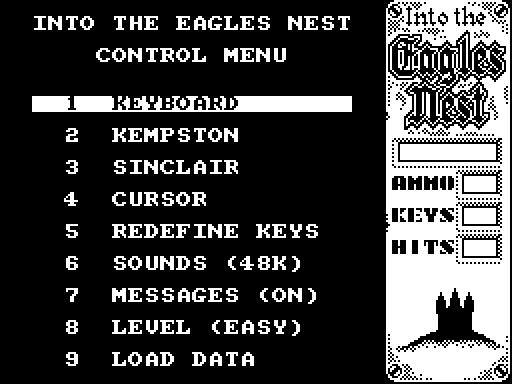 INTO THE EAGLES NEST
CONTROL MENU
1 KEYBOARD
2 KEMPSTON
3 SINCLAIR
4 CURSOR
5 REDEFINE KEYS
6 SOUNDS (48K)
7 MESSAGES (ON)
8 LEVEL (EASY)
9 LOAD DATA
Into the
Eagles
Nest
AMMO
KEYS
HITS